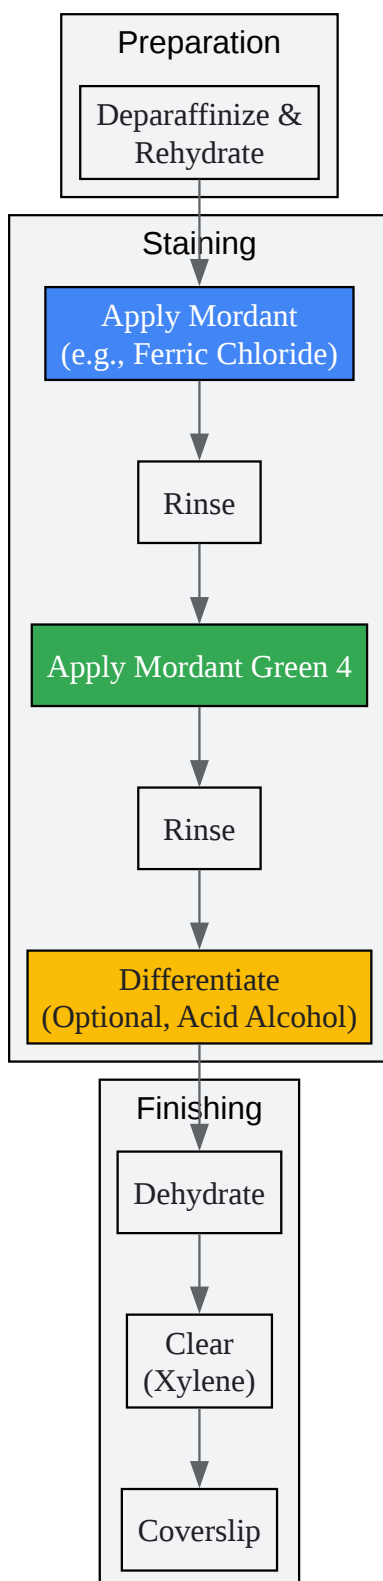 Preparation
Deparaffinize &
Rehydrate
Staining
Apply Mordant
(e.g., Ferric Chloride)
Rinse
Apply Mordant Green 4
Rinse
Differentiate
(Optional, Acid Alcohol)
Finishing
Dehydrate
Clear
(Xylene)
Coverslip